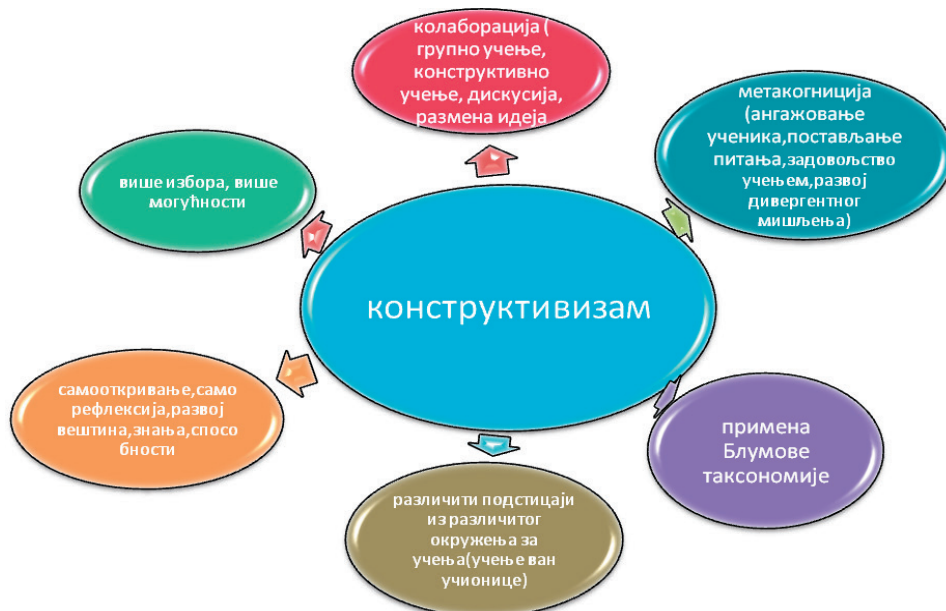 колаборација (
групно учење,
конструктивно
учење, дискусија,
размена идеја
метакогниција
(ангажовање
ученика,постављање
питања,задовољство
учењем,развој
дивергентног
мишљења)
више избора, више
могућности
конструктивизам
самооткривање,само
рефлексија,развој
вештина,знања,спосо
бности
примена
Блумове
таксономије
различити подстицаји
из различитог
окружења за
учења(учење ван
учионице)